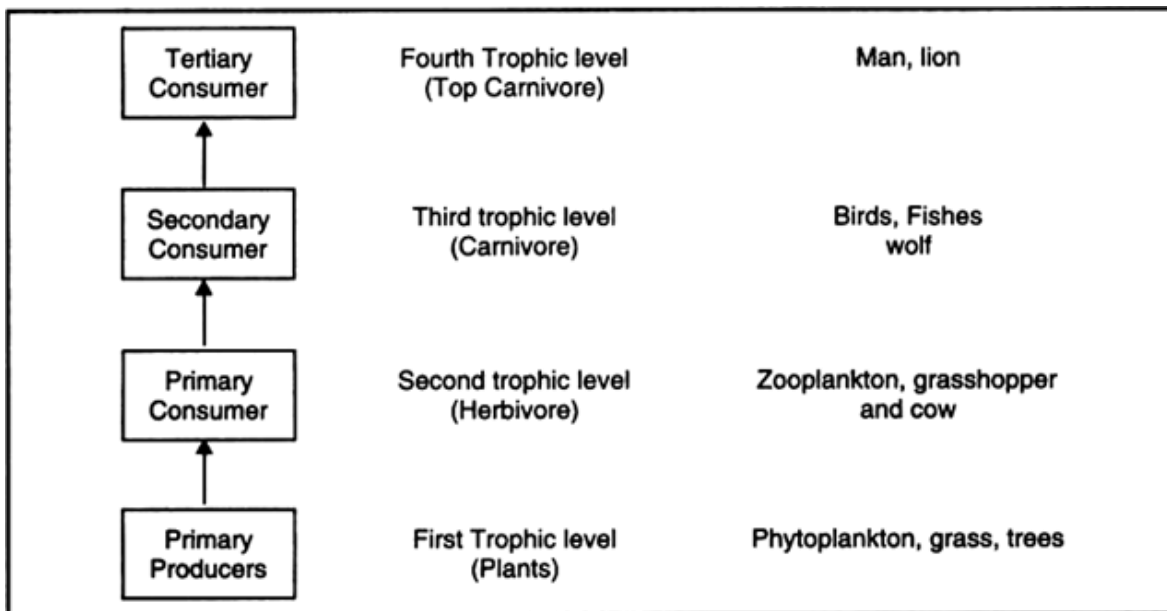 Tertiary
Consumer
Fourth Trophic level
(Top Carnivore)
Man, lion
Secondary
Consumer
Third trophic level
(Carnivore)
Birds, Fishes
wolf
Primary
Consumer
Second trophic level
(Herbivore)
Zooplankton, grasshopper
and cow
Primary
Producers
First Trophic level
(Plants)
Phytoplankton, grass, trees